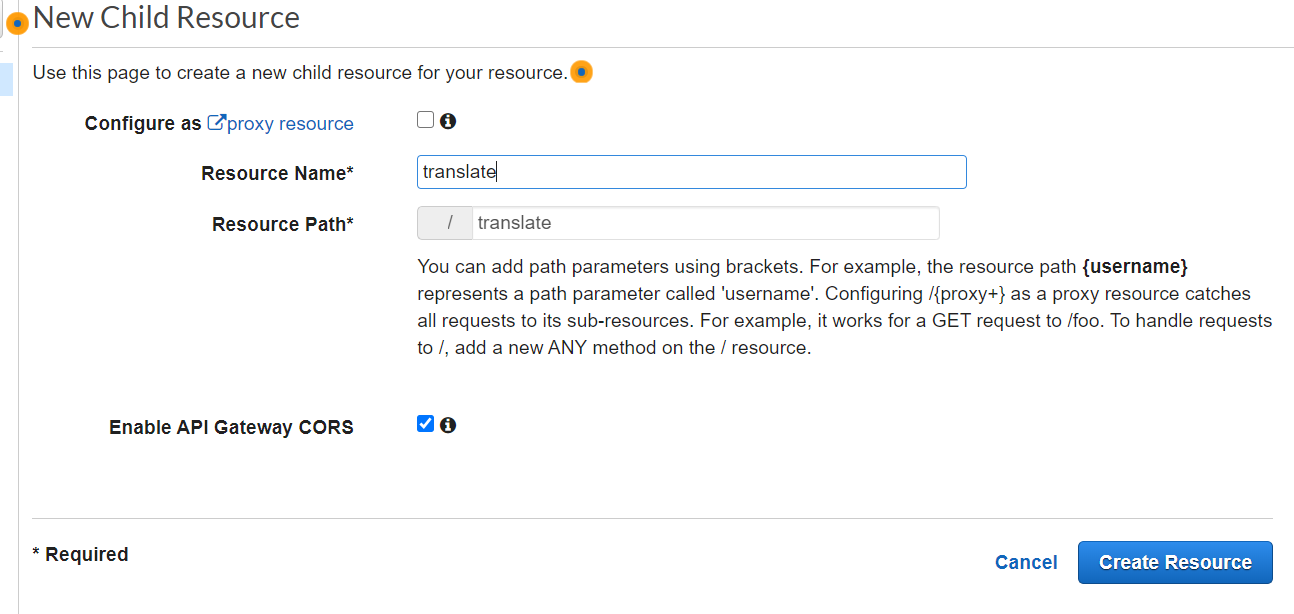 New Child Resource
Use this page to create a new child resource for your resource.
Configure as proxy resource
Resource Name*
translate
Resource Path*
/ translate
You can add path parameters using brackets. For example, the resource path {username}
represents a path parameter called 'username'. Configuring /{proxy+} as a proxy resource catches
all requests to its sub-resources. For example, it works for a GET request to /foo. To handle requests
to /, add a new ANY method on the / resource.
Enable API Gateway CORS
* Required
Cancel
Create Resource